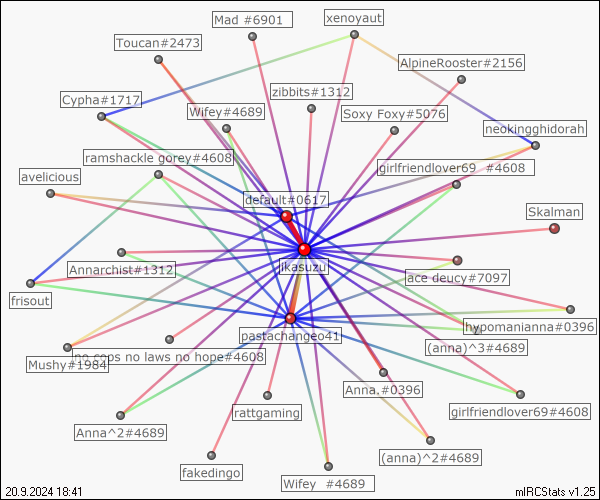 Mad #6901
xenoyaut
Toucan#2473
AlpineRooster#2156
Cypha#1717
zibbits#1312
Wifey#4689
Soxy Foxy#5076
neokingghidorah
ramshackle gorey#4608
girlfriendlover69 #4608
avelicious
default#0617
Skalman
ikasuzu
Annarchist#1312
ace deucy#7097
frisout
hypomanianna#0396
pastachangeo41
(anna)^3#4689
no cops no laws no hope#4608
Mushy#1984
Anna.#0396
rattgaming
girlfriendlover69#4608
Anna^2#4689
(anna)^2#4689
fakedingo
Wifey #4689
20.9.2024 18:41
mIRCStats v1.25